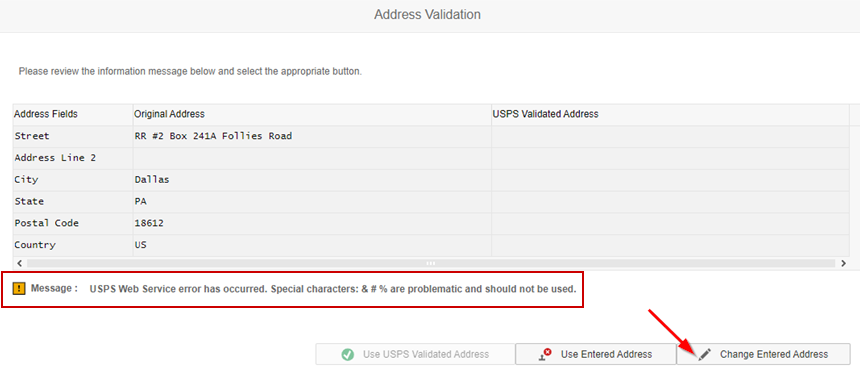 Address Validation
Please review the information message below and select the appropriate button.
Address Fields Original Address USPS Validated Address
Street RR #2 Box 241A Follies Road
Address Line 2
City Dallas
State PA
Postal Code 18612
Country US
Message : USPS Web Service error has occurred. Special characters: & # % are problematic and should not be used.
Use USPS Validated Address Use Entered Address Change Entered Address